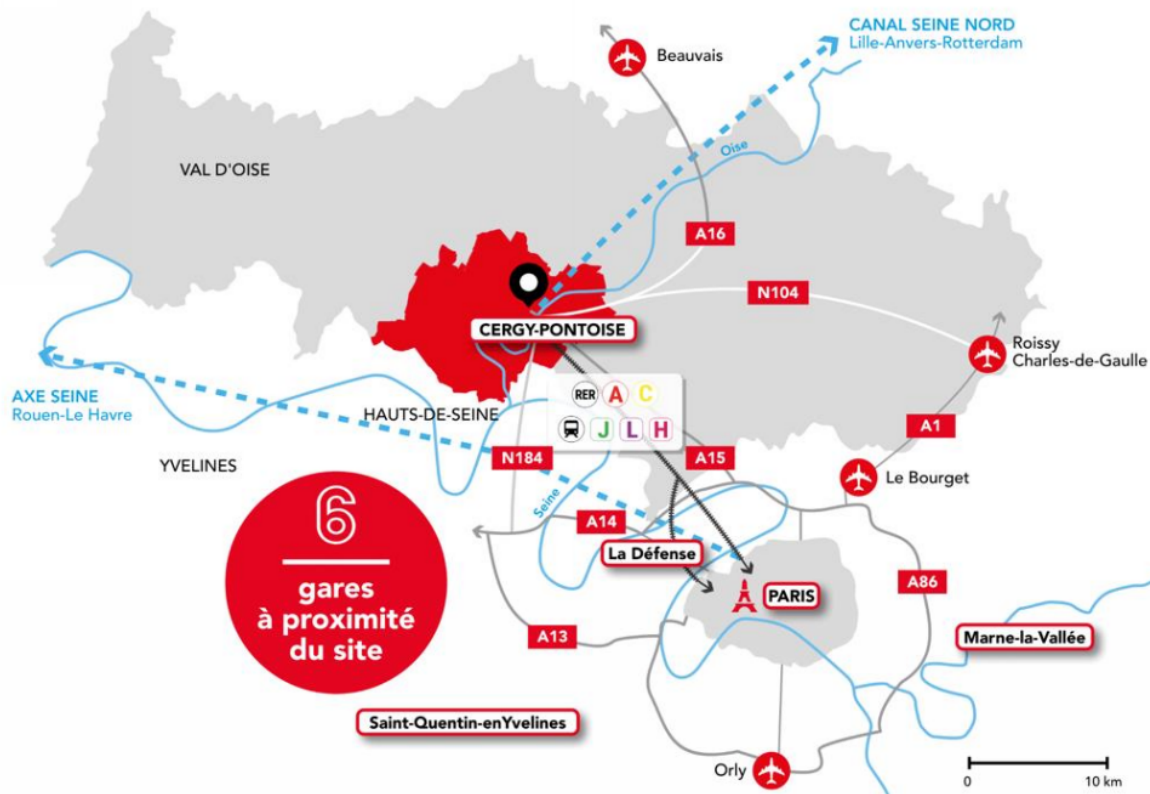 CANAL SEINE NORD
Lille-Anvers-Rotterdam
Beauvais
VAL D'OISE
Oise
A16
N104
CERGY-PONTOISE
Roissy
Charles-de-Gaulle
AXE SEINE
Rouen-Le Havre
HAUTS-DE-SEINE
RER A C
J L H
A1
YVELINES
N184
A15
Le Bourget
Seine
A14
La Défense
6
gares
à proximité
du site
A86
PARIS
A13
Marne-la-Vallée
Saint-Quentin-enYvelines
Orly
0 10 km